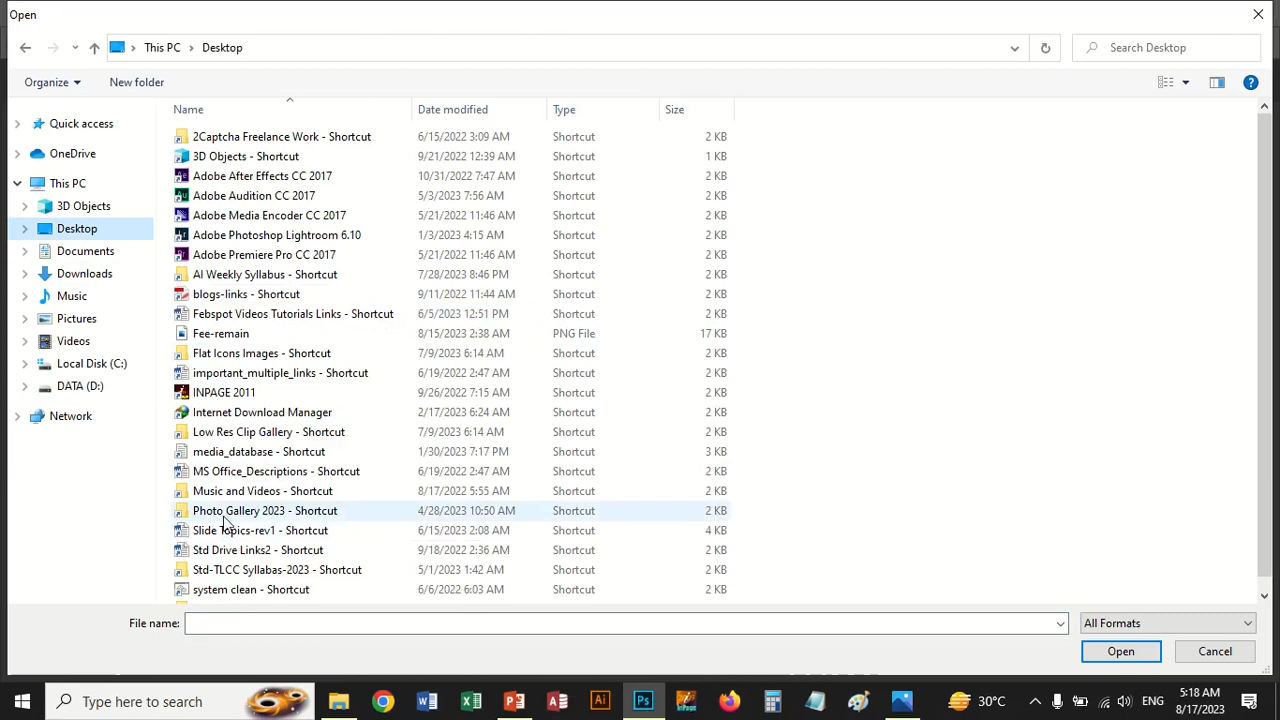 Open
This PC
Desktop
Search Desktop
Organize
New folder
Name
Date modified
Type
Size
Quick access
OneDrive
This PC
3D Objects
Desktop
Documents
Downloads
Music
Pictures
Videos
Local Disk (C:)
DATA (D:)
Network
2Captcha Freelance Work - Shortcut 6/15/2022 3:09 AM Shortcut 2 KB
3D Objects - Shortcut 9/21/2022 12:39 AM Shortcut 1 KB
Adobe After Effects CC 2017 10/31/2022 7:47 AM Shortcut 2 KB
Adobe Audition CC 2017 5/3/2023 7:56 AM Shortcut 2 KB
Adobe Media Encoder CC 2017 5/21/2022 11:46 AM Shortcut 2 KB
Adobe Photoshop Lightroom 6.10 1/3/2023 4:15 AM Shortcut 2 KB
Adobe Premiere Pro CC 2017 5/21/2022 11:46 AM Shortcut 2 KB
AI Weekly Syllabus - Shortcut 7/28/2023 8:46 PM Shortcut 2 KB
blogs-links - Shortcut 9/11/2022 11:44 AM Shortcut 2 KB
Febspot Videos Tutorials Links - Shortcut 6/5/2023 12:51 PM Shortcut 2 KB
Fee-remain 8/15/2023 2:38 AM PNG File 17 KB
Flat Icons Images - Shortcut 7/9/2023 6:14 AM Shortcut 2 KB
important_multiple_links - Shortcut 6/19/2022 2:47 AM Shortcut 2 KB
INPAGE 2011 9/26/2022 7:15 AM Shortcut 2 KB
Internet Download Manager 2/17/2023 6:24 AM Shortcut 2 KB
Low Res Clip Gallery - Shortcut 7/9/2023 6:14 AM Shortcut 2 KB
media_database - Shortcut 1/30/2023 7:17 PM Shortcut 3 KB
MS Office_Descriptions - Shortcut 6/19/2022 2:47 AM Shortcut 2 KB
Music and Videos - Shortcut 8/17/2022 5:55 AM Shortcut 2 KB
Photo Gallery 2023 - Shortcut 4/28/2023 10:50 AM Shortcut 2 KB
Slide Topics-rev1 - Shortcut 6/15/2023 2:08 AM Shortcut 4 KB
Std Drive Links2 - Shortcut 9/18/2022 2:36 AM Shortcut 2 KB
Std-TLCC Syllabas-2023 - Shortcut 5/1/2023 1:42 AM Shortcut 2 KB
system clean - Shortcut 6/6/2022 6:03 AM Shortcut 2 KB
File name:
All Formats
Open
Cancel
Type here to search
Ai
Ps
30°C
ENG
5:18 AM
8/17/2023